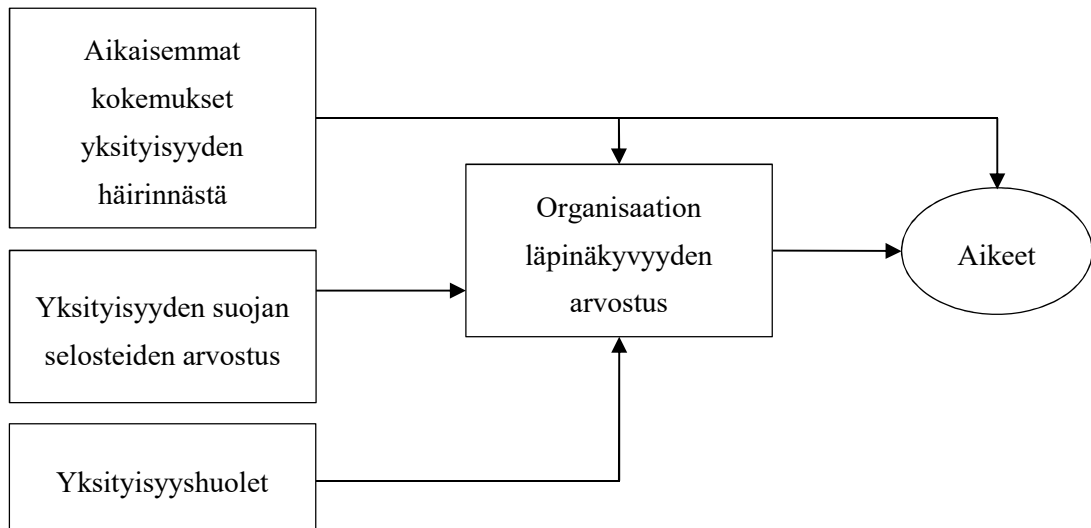 Aikaisemmat
kokemukset
yksityisyyden
häirinnästä
Organisaation
läpinäkyvyyden
arvostus
Aikeet
Yksityisyyden suojan
selosteiden arvostus
Yksityisyyshuolet